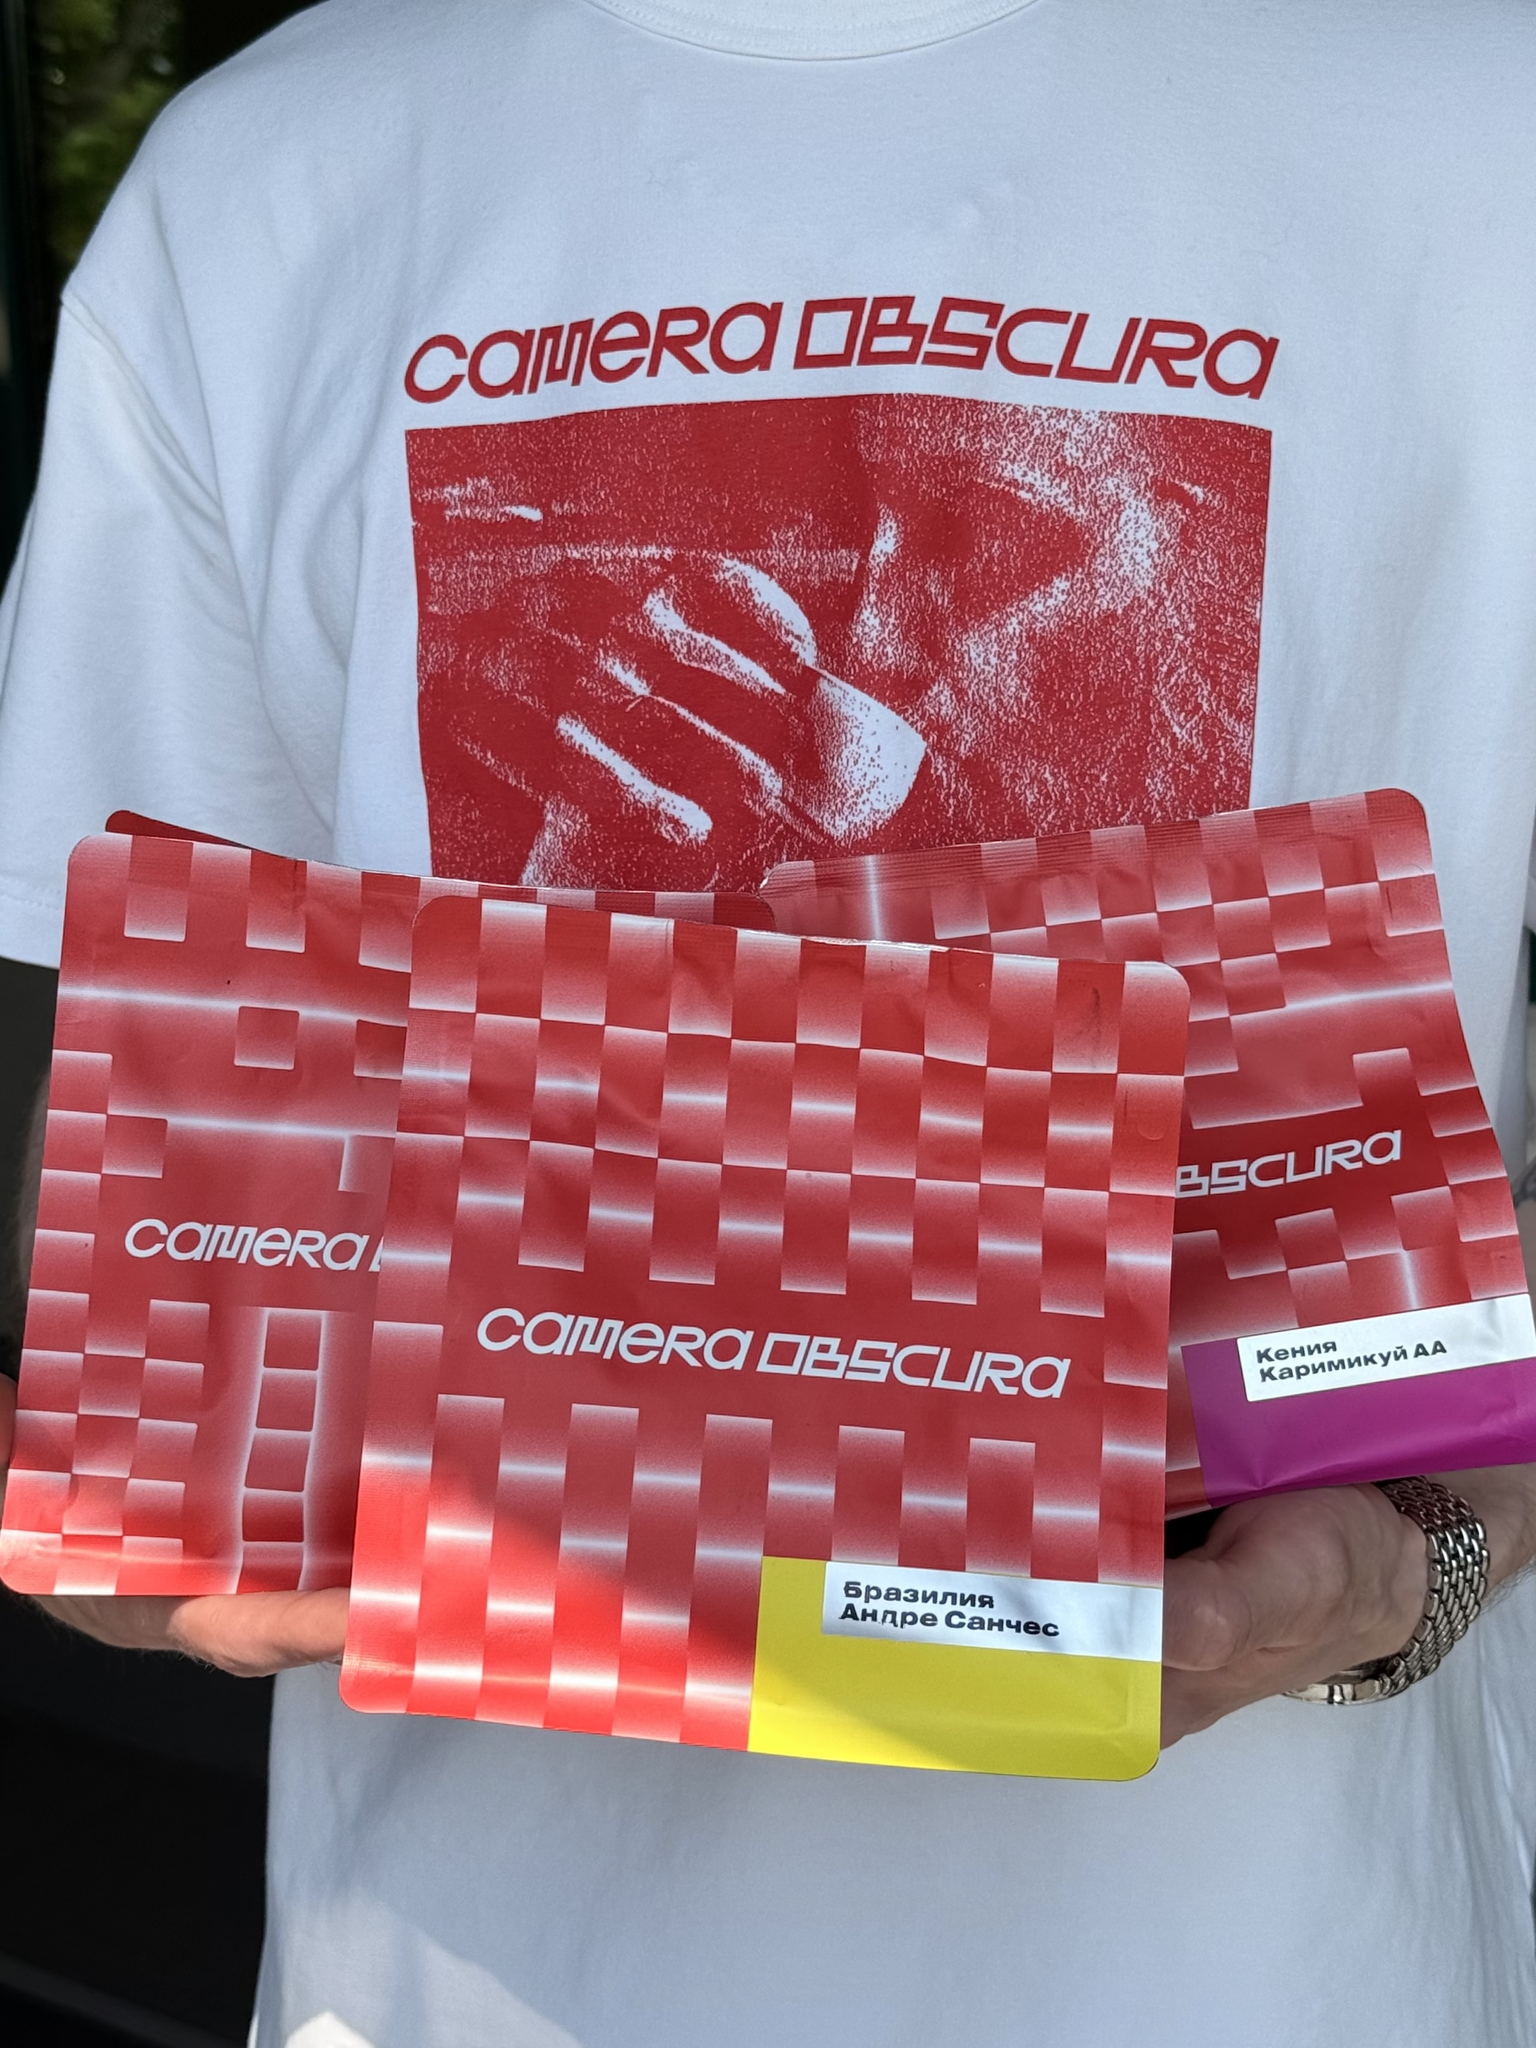 CAMERA OBSCURA
CAMERA
CAMERA OBSCURA
OBSCURA
Кения
Каримикуй АА
Бразилия
Андре Санчес